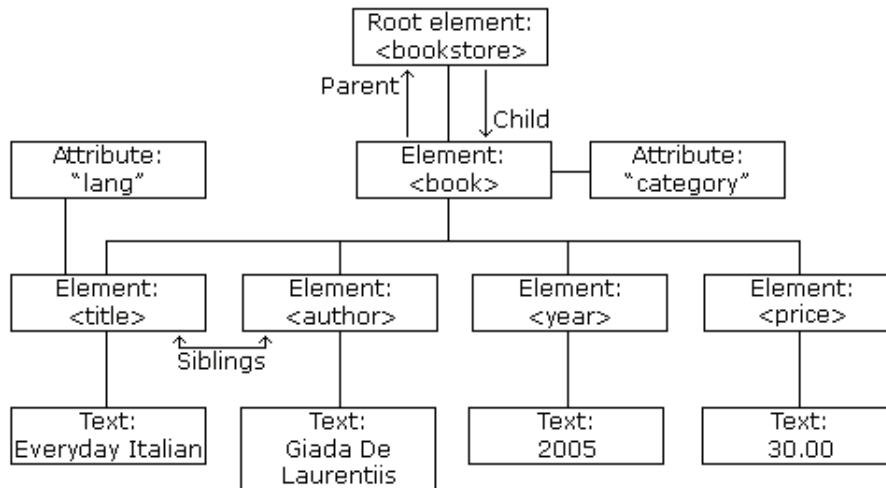 Root element:
<bookstore>
Parent
Child
Attribute:
"lang"
Element:
<book>
Attribute:
"category"
Element:
<title>
Element:
<author>
Element:
<year>
Element:
<price>
Siblings
Text:
Everyday Italian
Text:
Giada De
Laurentiis
Text:
2005
Text:
30.00